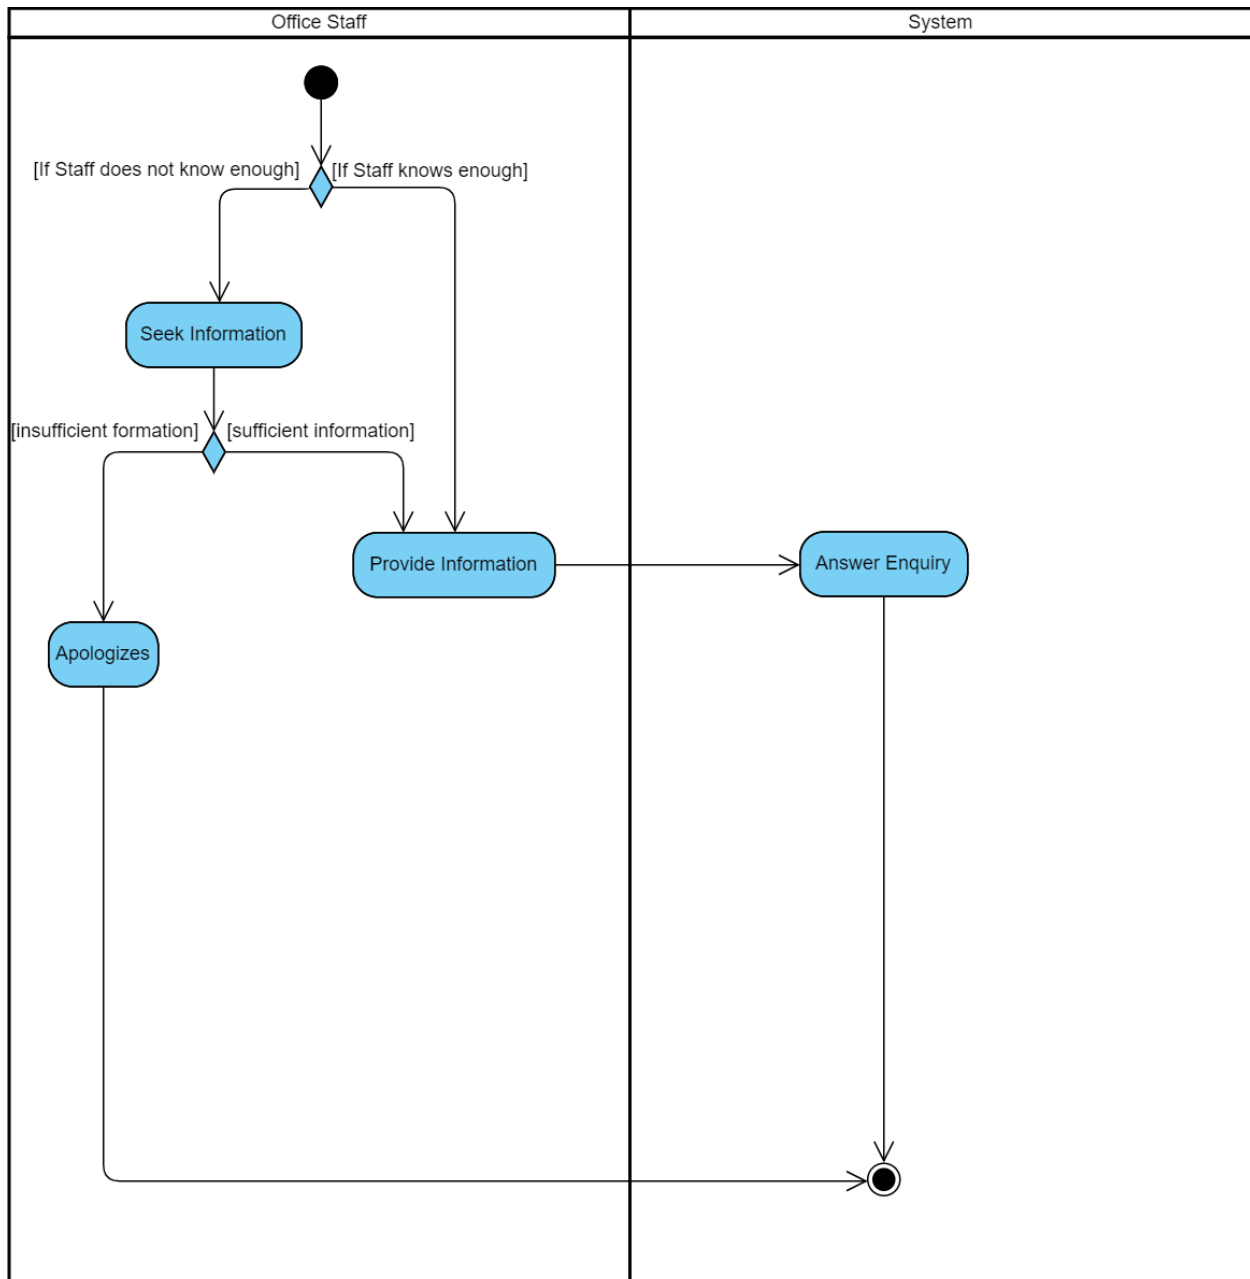 Office Staff
System
[If Staff does not know enough]
[If Staff knows enough]
Seek Information
[insufficient formation]
[sufficient information]
Provide Information
Answer Enquiry
Apologizes